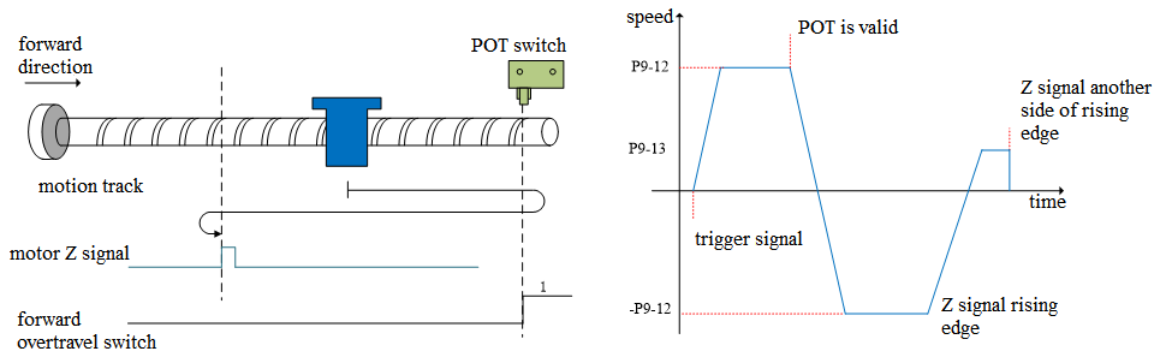 forward
direction
POT switch
motion track
motor Z signal
1
forward
overtravel switch
speed
POT is valid
P9-12
Z signal another
side of rising
edge
P9-13
time
trigger signal
-P9-12
Z signal rising
edge